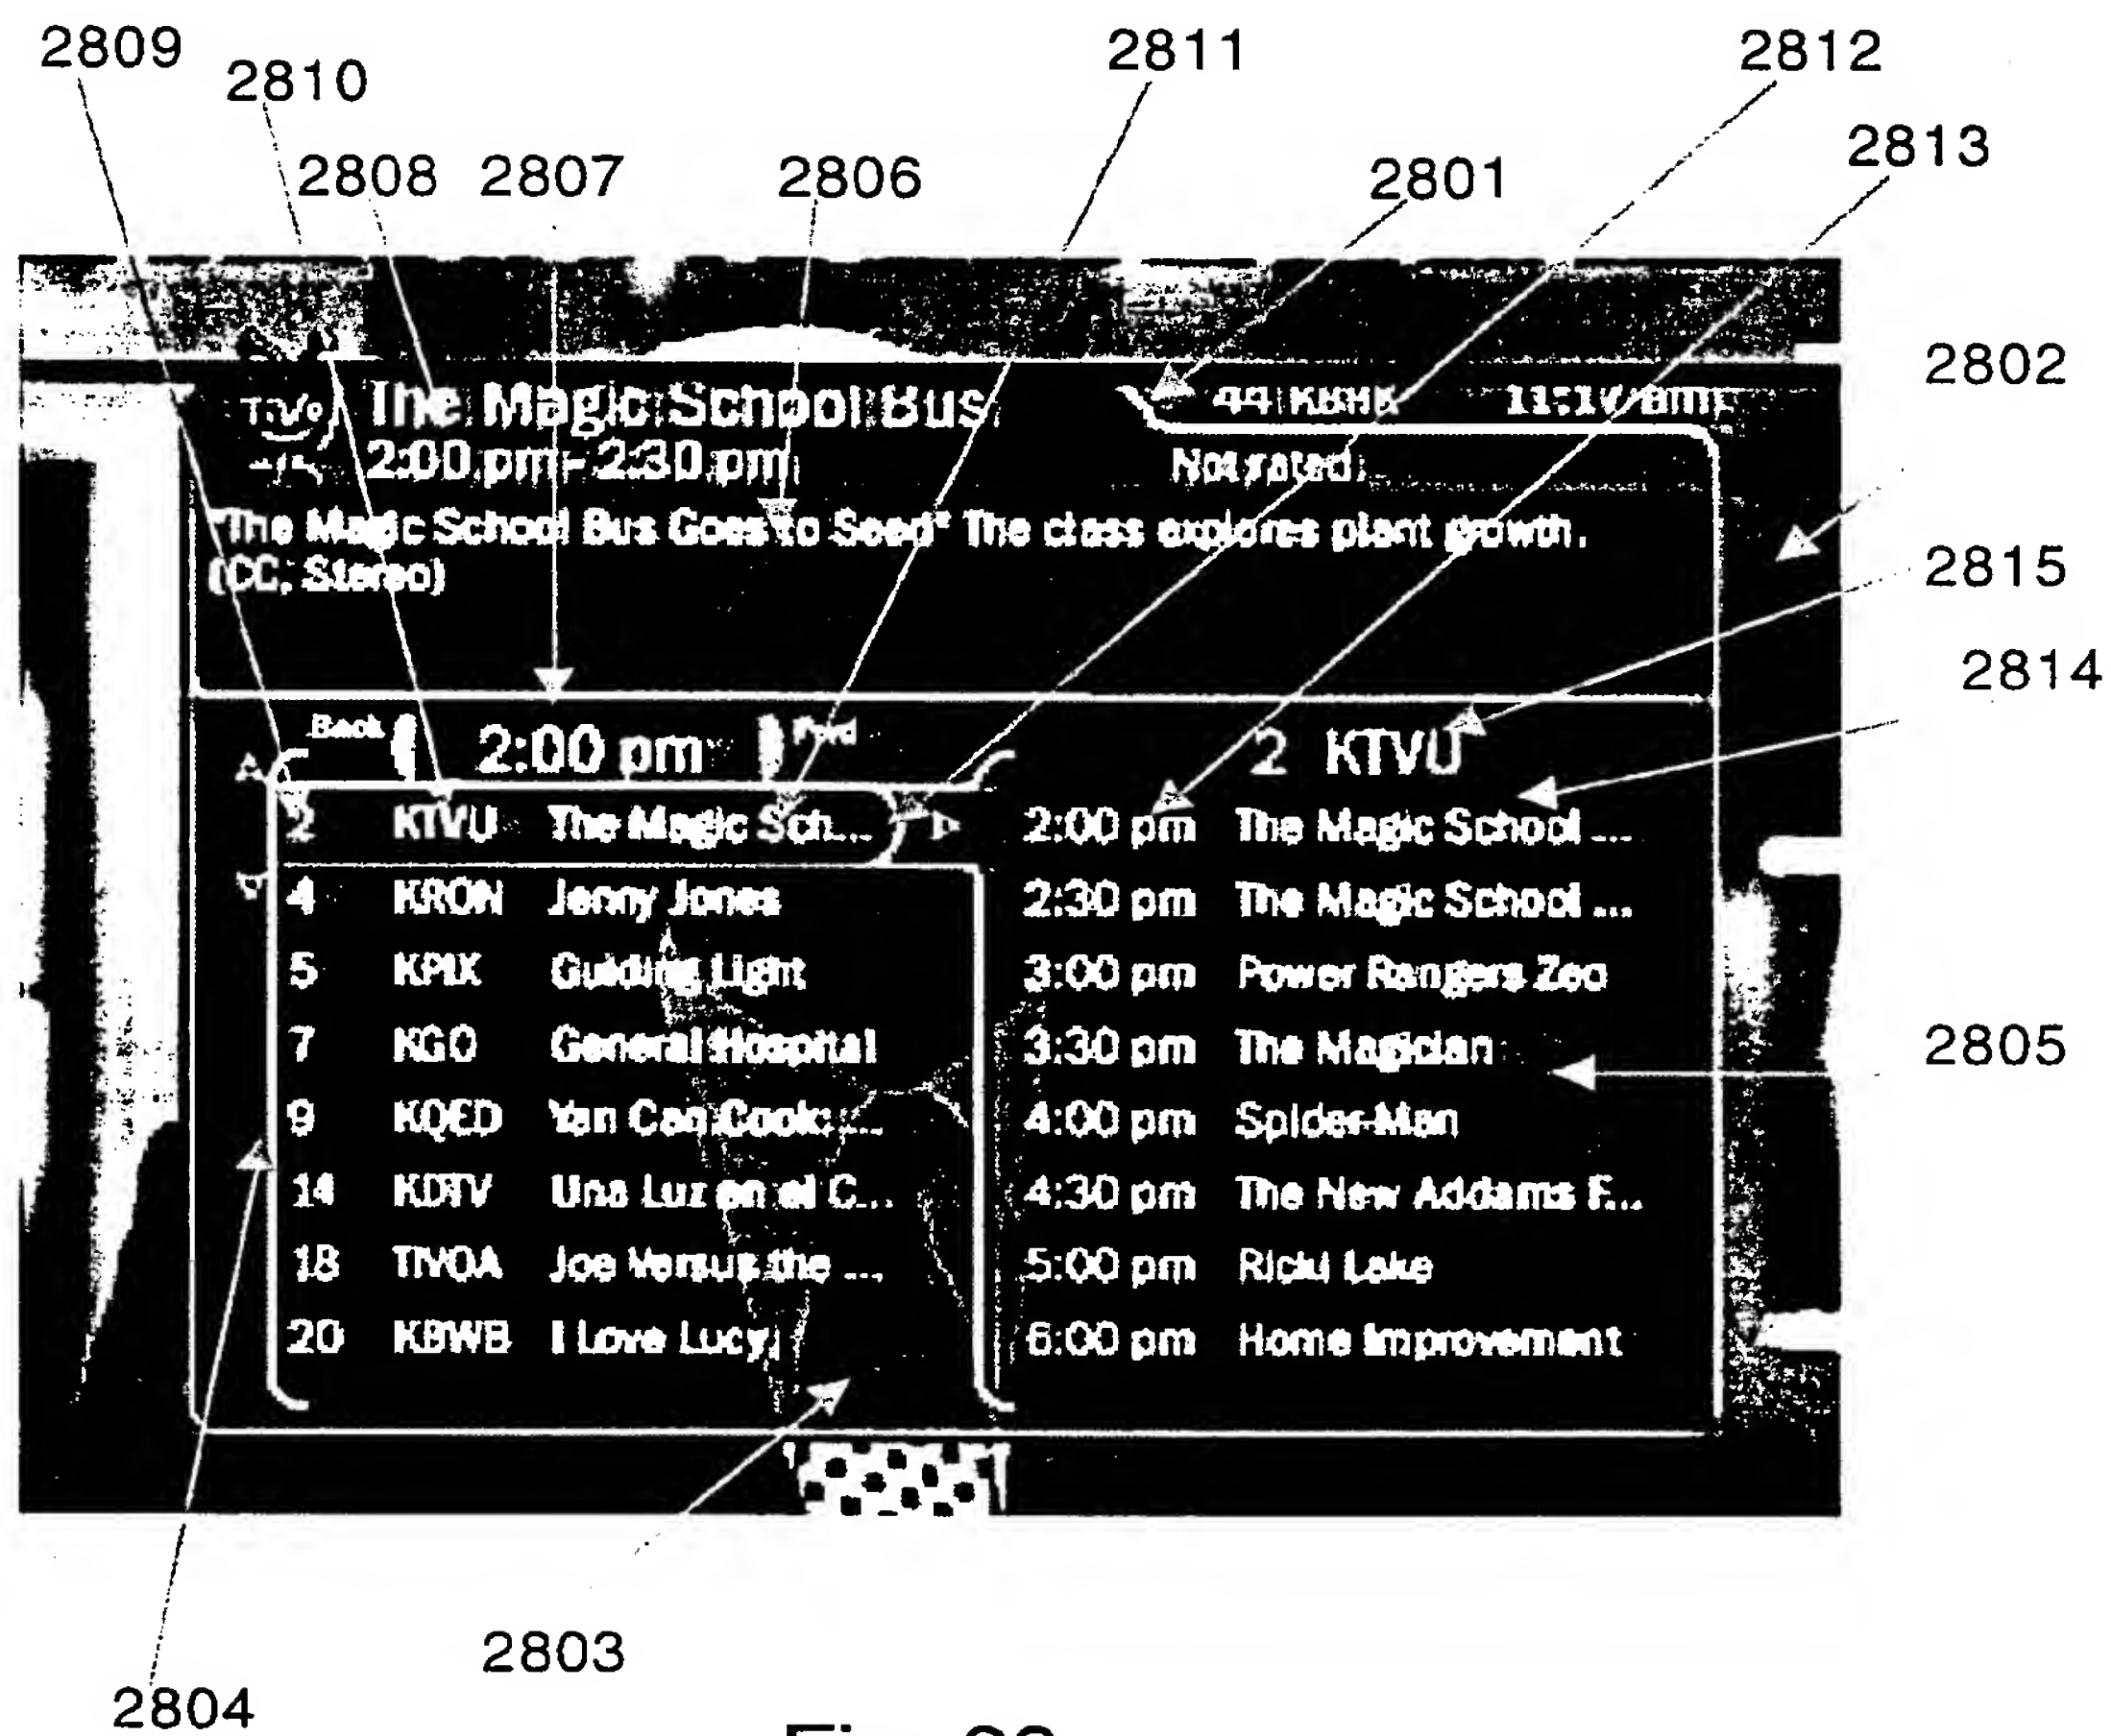 2809
2810
2811
2812
2808 2807 2806
2801
2813
The Magic School Bus
44 KBHK
2:00 pm - 2:30 pm
Not rated
"The Magic School Bus Goes to Seed" The class explores plant growth.
(CC, Stereo)
2802
2815
2814
Back 2:00 pm Fwd
2 KTVU
2 KTVU The Magic Sch... 2:00 pm The Magic School ...
4 KRON Jenny Jones 2:30 pm The Magic School ...
5 KPIX Guiding Light 3:00 pm Power Rangers Zeo
7 KGO General Hospital 3:30 pm The Magician
2805
9 KQED Yan Can Cook: ... 4:00 pm Spider-Man
14 KDTV Una Luz en el C... 4:30 pm The New Addams F...
18 TIVOA Joe Versus the ... 5:00 pm Ricki Lake
20 KBWB I Love Lucy 6:00 pm Home Improvement
2803
2804